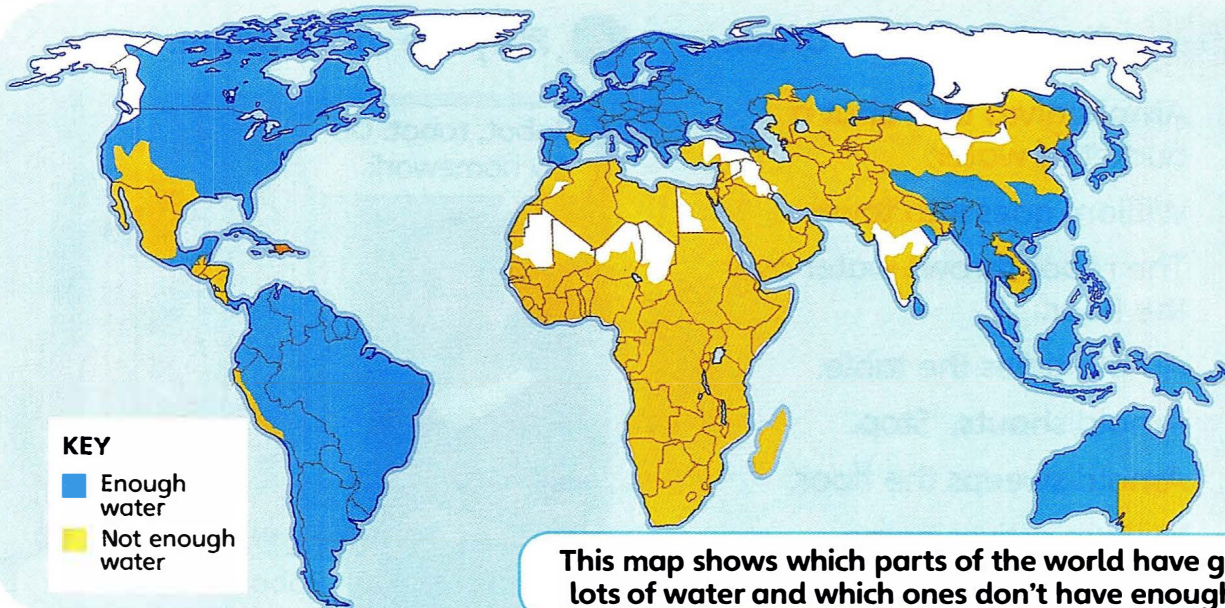 KEY
Enough
water
Not enough
water
This map shows which parts of the world have g
lots of water and which ones don't have enough